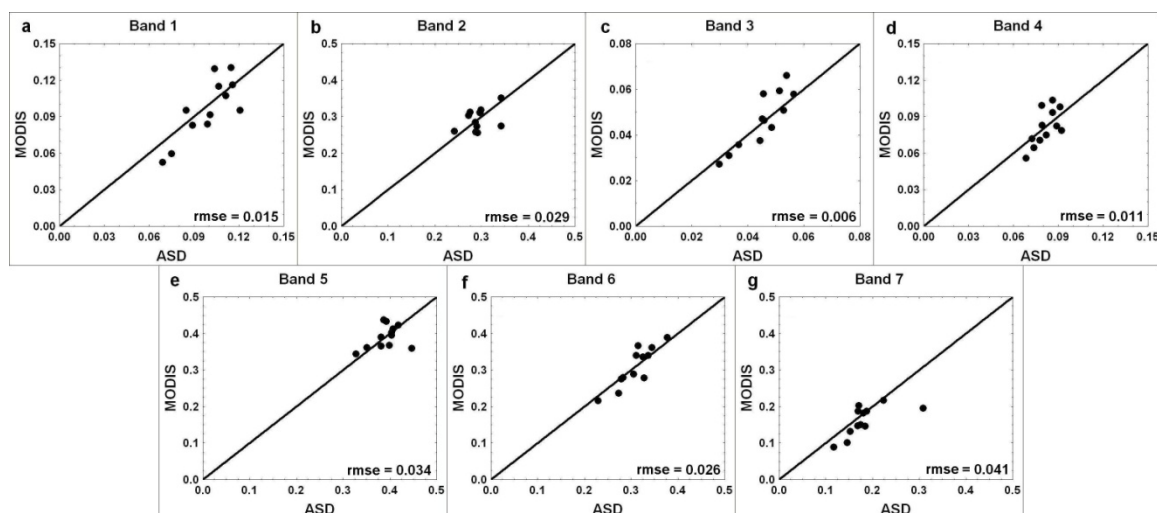 a Band 1
0.15
0.12
0.09
0.06
0.03
0.00
MODIS
rmse = 0.015
0.00 0.03 0.06 0.09 0.12 0.15
ASD
b Band 2
0.5
0.4
0.3
0.2
0.1
0.0
MODIS
rmse = 0.029
0.0 0.1 0.2 0.3 0.4 0.5
ASD
c Band 3
0.08
0.06
0.04
0.02
0.00
MODIS
rmse = 0.006
0.00 0.02 0.04 0.06 0.08
ASD
d Band 4
0.15
0.12
0.09
0.06
0.03
0.00
MODIS
rmse = 0.011
0.00 0.03 0.06 0.09 0.12 0.15
ASD
e Band 5
0.5
0.4
0.3
0.2
0.1
0.0
MODIS
rmse = 0.034
0.0 0.1 0.2 0.3 0.4 0.5
ASD
f Band 6
0.5
0.4
0.3
0.2
0.1
0.0
MODIS
rmse = 0.026
0.0 0.1 0.2 0.3 0.4 0.5
ASD
g Band 7
0.5
0.4
0.3
0.2
0.1
0.0
MODIS
rmse = 0.041
0.0 0.1 0.2 0.3 0.4 0.5
ASD